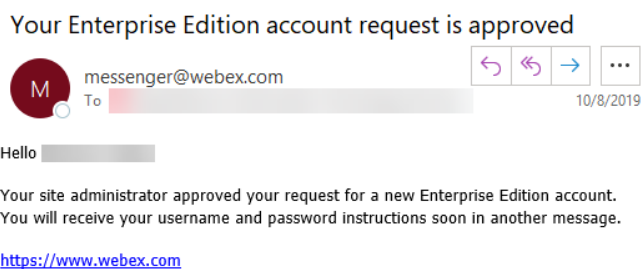 Your Enterprise Edition account request is approved
M
messenger@webex.com
To
10/8/2019
Hello
Your site administrator approved your request for a new Enterprise Edition account.
You will receive your username and password instructions soon in another message.
https://www.webex.com